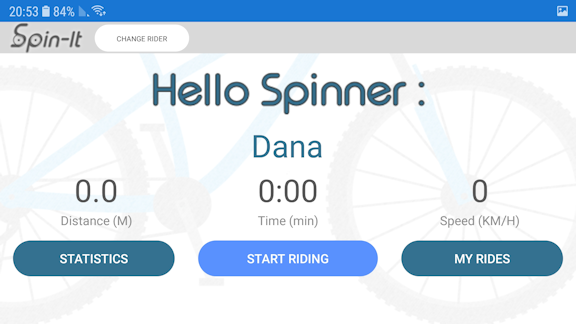 20:53 84%
Spin-It CHANGE RIDER
Hello Spinner :
Dana
0.0 0:00 0
Distance (M) Time (min) Speed (KM/H)
STATISTICS START RIDING MY RIDES